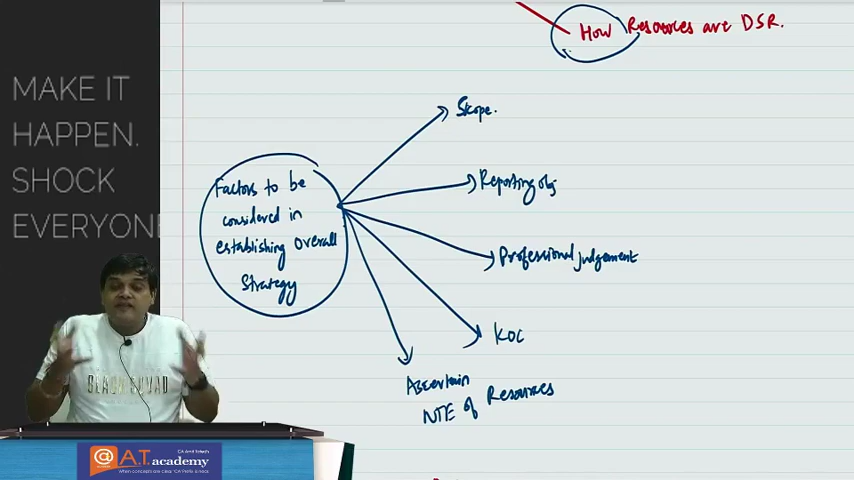 How Resources are DSR.
MAKE IT
HAPPEN.
SHOCK
EVERYONE
Factors to be
considered in
establishing overall
Strategy
Scope.
Reporting obj
Professional judgement
KOC
Ascertain
NTE of Resources
@A.T.academy